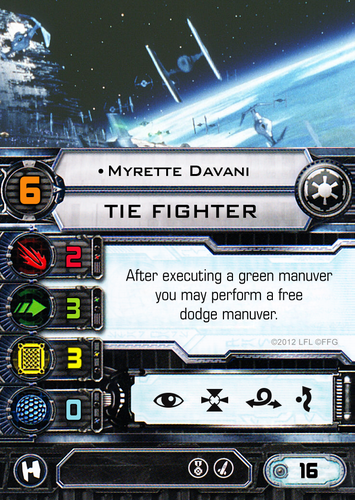 • Myrette Davani
6
TIE FIGHTER
2
3
3
0
After executing a green manuver
you may perform a free
dodge manuver.
©2012 LFL ©FFG
16